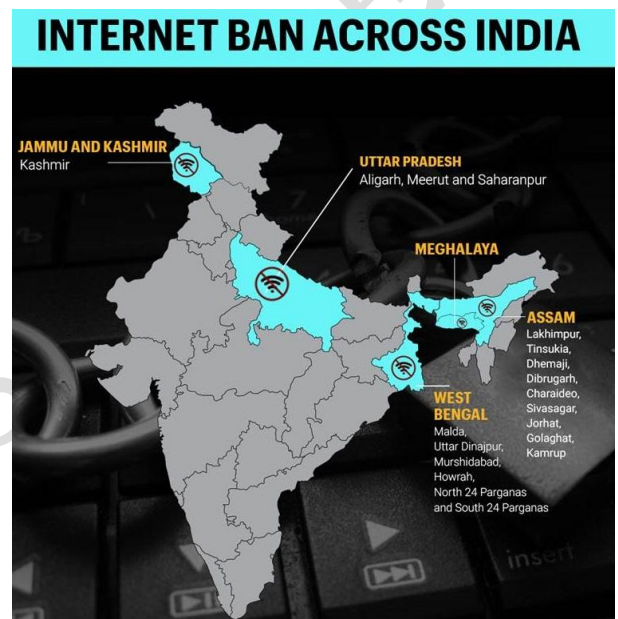 INTERNET BAN ACROSS INDIA
JAMMU AND KASHMIR
Kashmir
UTTAR PRADESH
Aligarh, Meerut and Saharanpur
MEGHALAYA
ASSAM
Lakhimpur,
Tinsukia,
Dhemaji,
Dibrugarh,
Charaideo,
Sivasagar,
Jorhat,
Golaghat,
Kamrup
WEST
BENGAL
Malda,
Uttar Dinajpur,
Murshidabad,
Howrah,
North 24 Parganas
and South 24 Parganas
insert